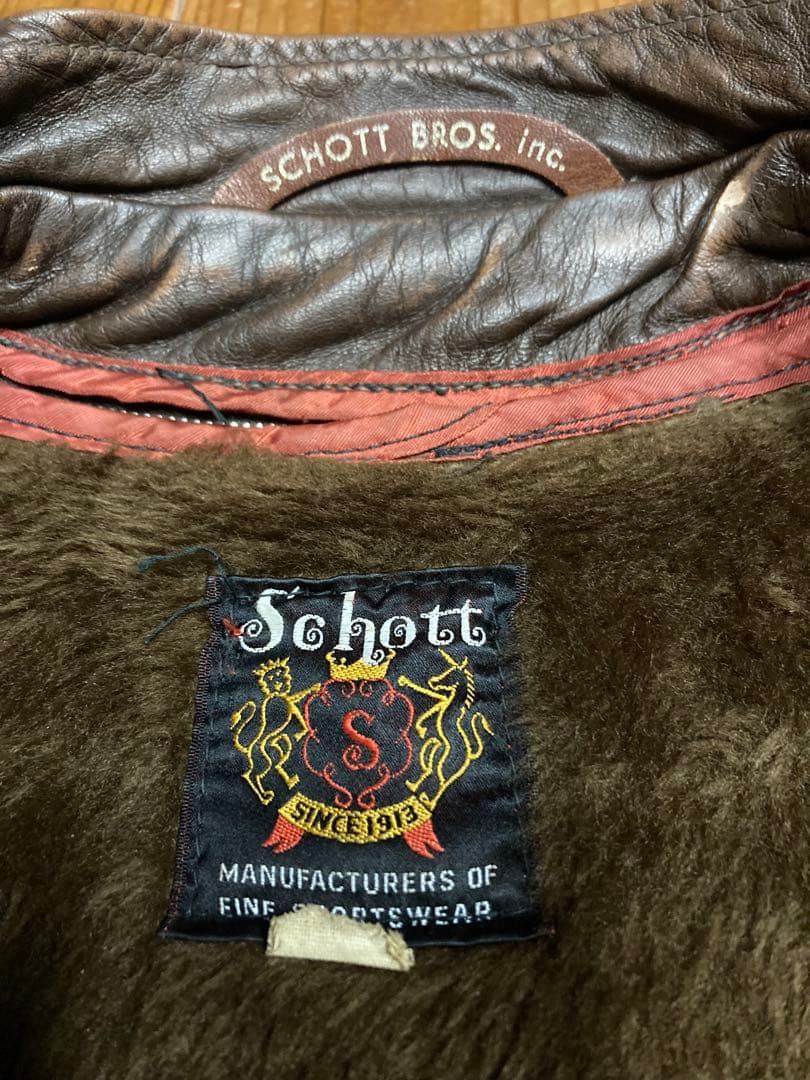 SCHOTT BROS. inc.
Schott
S
SINCE 1913
MANUFACTURERS OF
FINE SPORTSWEAR